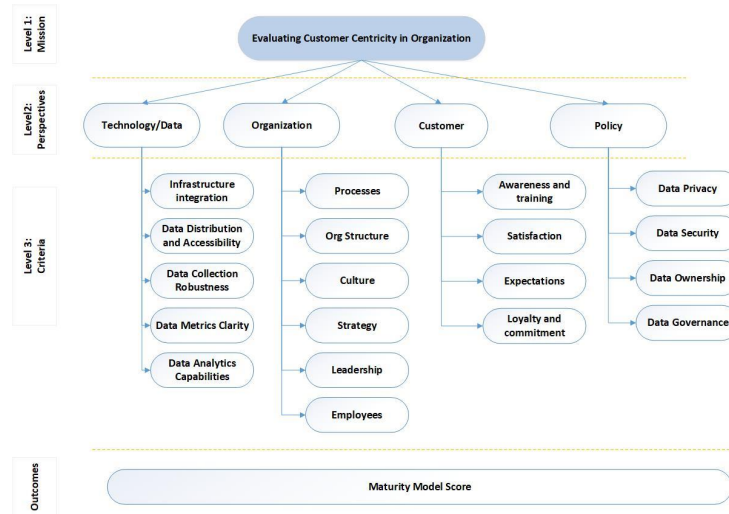 Level 1:
Mission
Evaluating Customer Centricity in Organization
Level2:
Perspectives
Technology/Data
Organization
Customer
Policy
Level 3:
Criteria
Infrastructure
integration
Data Distribution
and Accessibility
Data Collection
Robustness
Data Metrics Clarity
Data Analytics
Capabilities
Processes
Org Structure
Culture
Strategy
Leadership
Employees
Awareness and
training
Satisfaction
Expectations
Loyalty and
commitment
Data Privacy
Data Security
Data Ownership
Data Governance
Outcomes
Maturity Model Score